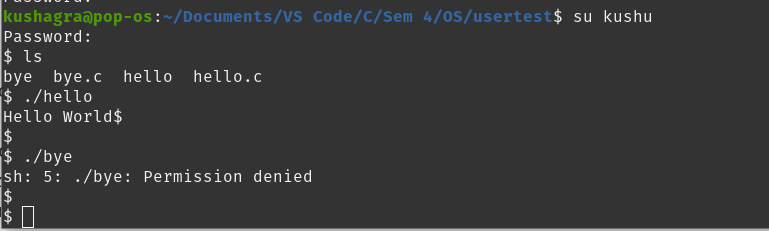 Password:
kushagra@pop-os:~/Documents/VS Code/C/Sem 4/OS/usertest$ su kushu
Password:
$ ls
bye  bye.c  hello  hello.c
$ ./hello
Hello World$
$
$ ./bye
sh: 5: ./bye: Permission denied
$
$